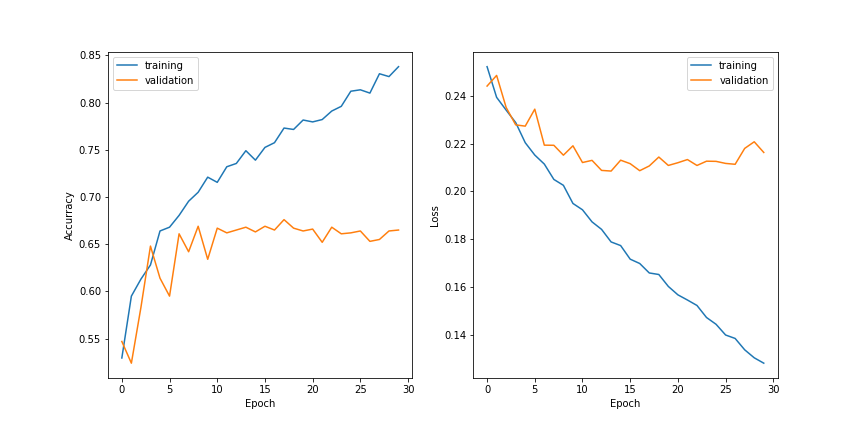 training
validation
0.85
0.80
0.75
0.70
0.65
0.60
0.55
Accurracy
0 5 10 15 20 25 30
Epoch
training
validation
0.24
0.22
0.20
0.18
0.16
0.14
Loss
0 5 10 15 20 25 30
Epoch